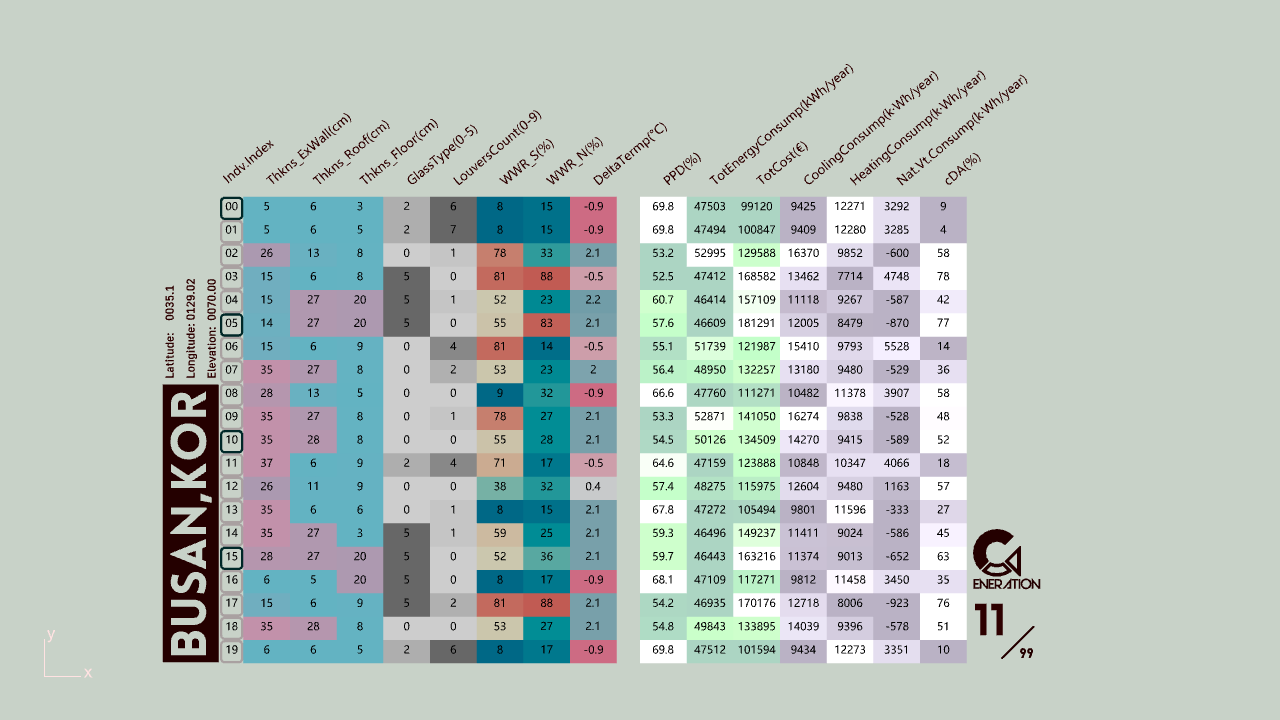 Indv.Index Thkns_ExWall(cm) Thkns_Roof(cm) Thkns_Floor(cm) GlassType(0-5) LouversCount(0-9) WWR_S(%) WWR_N(%) DeltaTermp(°C) PPD(%) TotEnergyConsump(kWh/year) TotCost(€) CoolingConsump(k·Wh/year) HeatingConsump(k·Wh/year) Nat.Vt.Consump(k·Wh/year) cDA(%)
00 5 6 3 2 6 8 15 -0.9 69.8 47503 99120 9425 12271 3292 9
01 5 6 5 2 7 8 15 -0.9 69.8 47494 100847 9409 12280 3285 4
02 26 13 8 0 1 78 33 2.1 53.2 52995 129588 16370 9852 -600 58
03 15 6 8 5 0 81 88 -0.5 52.5 47412 168582 13462 7714 4748 78
04 15 27 20 5 1 52 23 2.2 60.7 46414 157109 11118 9267 -587 42
05 14 27 20 5 0 55 83 2.1 57.6 46609 181291 12005 8479 -870 77
06 15 6 9 0 4 81 14 -0.5 55.1 51739 121987 15410 9793 5528 14
07 35 27 8 0 2 53 23 2 56.4 48950 132257 13180 9480 -529 36
08 28 13 5 0 0 9 32 -0.9 66.6 47760 111271 10482 11378 3907 58
09 35 27 8 0 1 78 27 2.1 53.3 52871 141050 16274 9838 -528 48
10 35 28 8 0 0 55 28 2.1 54.5 50126 134509 14270 9415 -589 52
11 37 6 9 2 4 71 17 -0.5 64.6 47159 123888 10848 10347 4066 18
12 26 11 9 0 0 38 32 0.4 57.4 48275 115975 12604 9480 1163 57
13 35 6 6 0 1 8 15 2.1 67.8 47272 105494 9801 11596 -333 27
14 35 27 3 5 1 59 25 2.1 59.3 46496 149237 11411 9024 -586 45
15 28 27 20 5 0 52 36 2.1 59.7 46443 163216 11374 9013 -652 63
16 6 5 20 5 0 8 17 -0.9 68.1 47109 117271 9812 11458 3450 35
17 15 6 9 5 2 81 88 2.1 54.2 46935 170176 12718 8006 -923 76
18 35 28 8 0 0 53 27 2.1 54.8 49843 133895 14039 9396 -578 51
19 6 6 5 2 6 8 17 -0.9 69.8 47512 101594 9434 12273 3351 10
Latitude: 0035.1
Longitude: 0129.02
Elevation: 0070.00
BUSAN,KOR
GENERATION
11/99
y
x